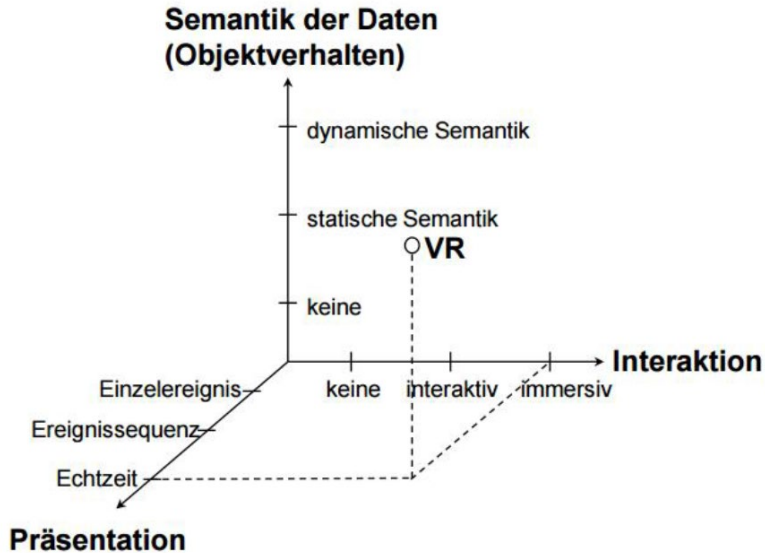 Semantik der Daten
(Objektverhalten)
dynamische Semantik
statische Semantik
VR
keine
Interaktion
keine
interaktiv
immersiv
Einzelereignis
Ereignissequenz
Echtzeit
Präsentation